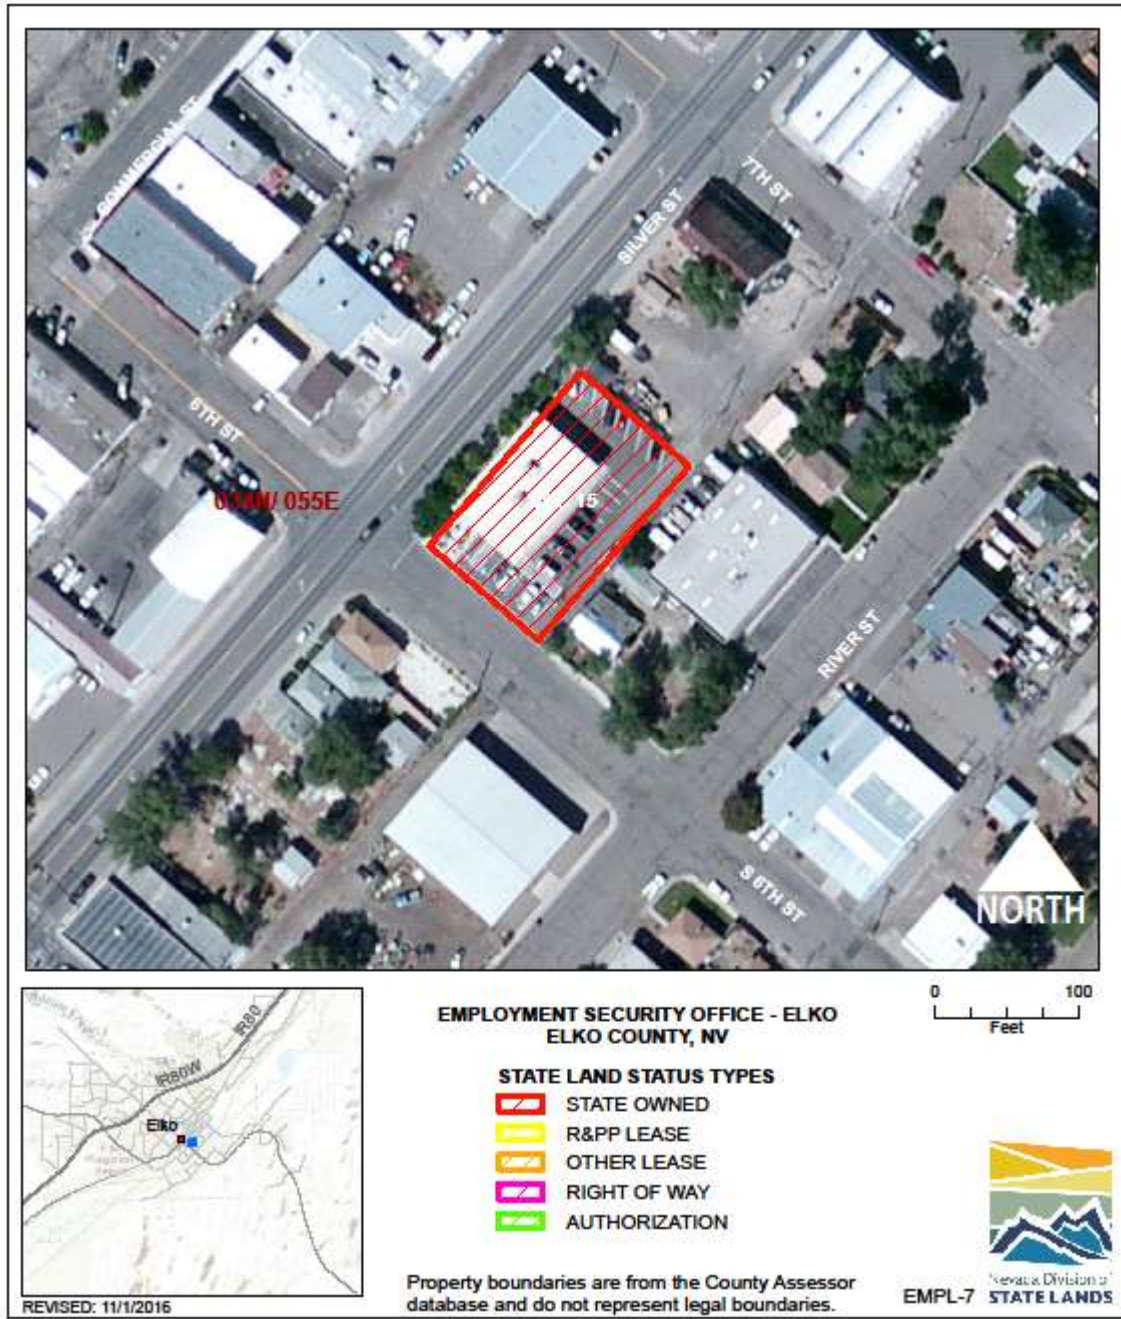 COMMERCIAL ST
7TH ST
SILVER ST
6TH ST
055E
15
RIVER ST
S 6TH ST
NORTH
IR80
IR80W
Elko
REVISED: 11/1/2016
EMPLOYMENT SECURITY OFFICE - ELKO
ELKO COUNTY, NV
0 100
Feet
STATE LAND STATUS TYPES
STATE OWNED
R&PP LEASE
OTHER LEASE
RIGHT OF WAY
AUTHORIZATION
Property boundaries are from the County Assessor
database and do not represent legal boundaries.
EMPL-7
Nevada Division of
STATE LANDS